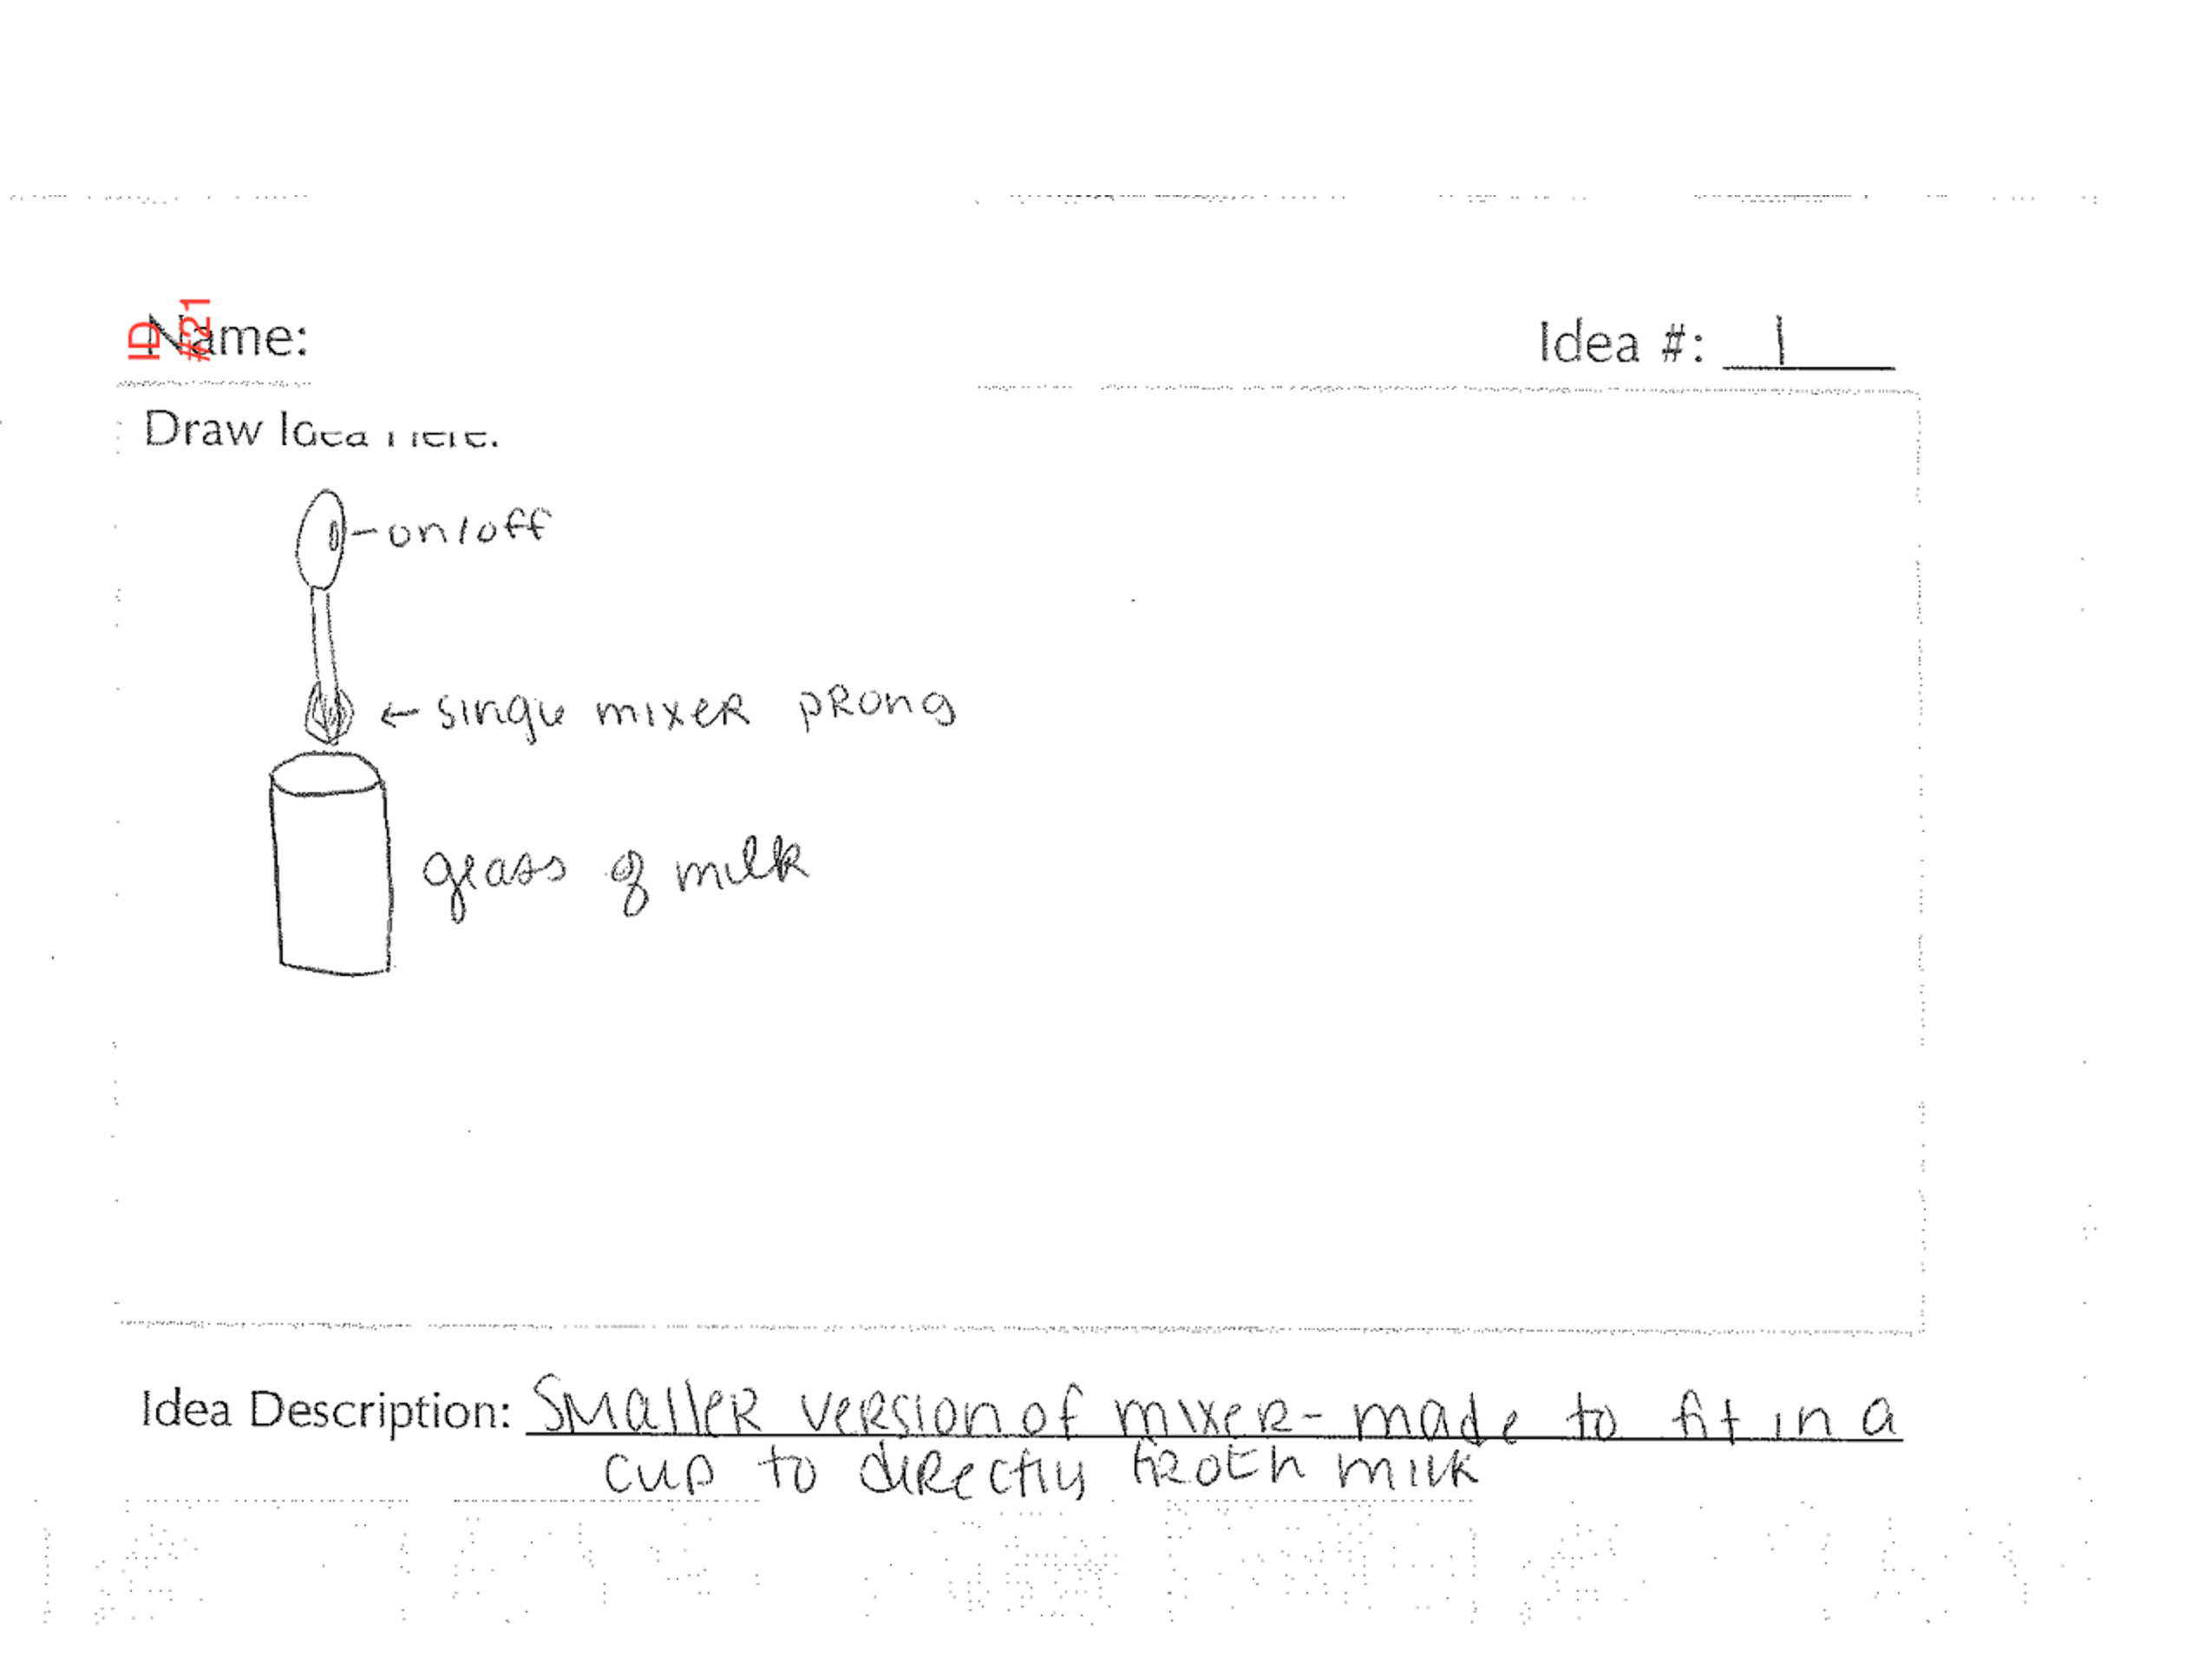 ID #21
Name:
Idea #: 1
Draw Idea Here:
-on/off
← single mixer prong
glass of milk
Idea Description: Smaller version of mixer- made to fit in a
cup to directly froth milk